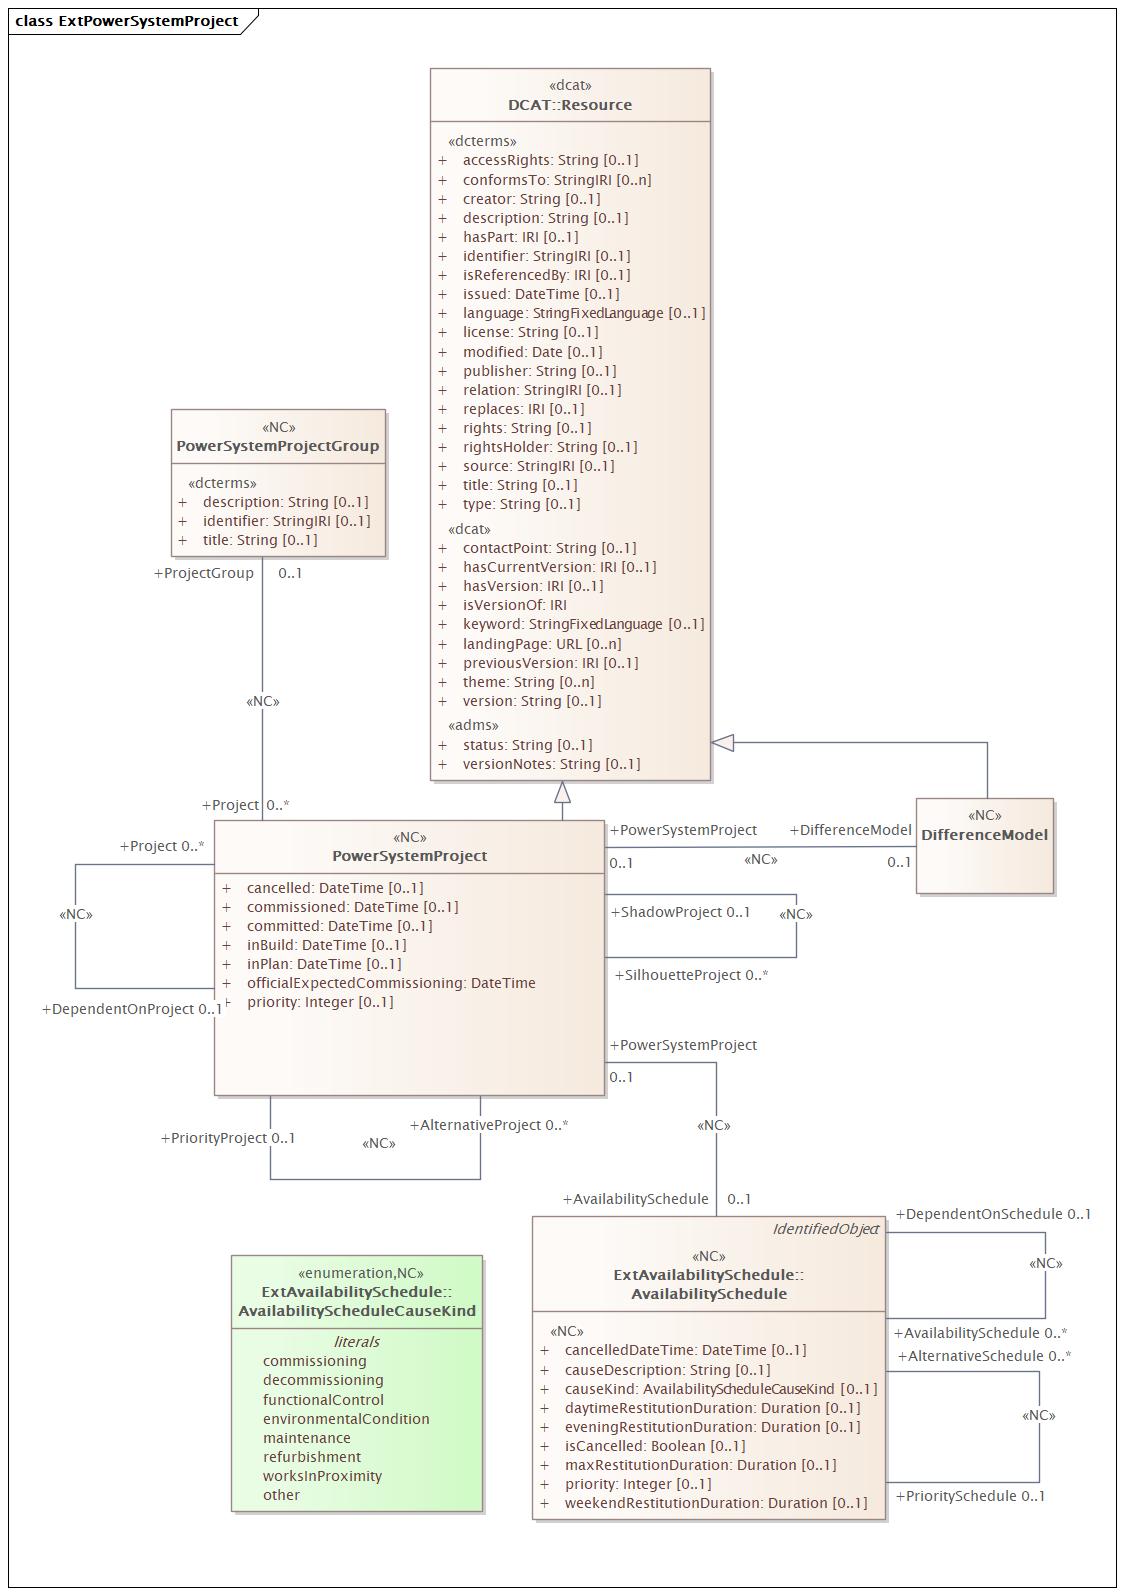 class ExtPowerSystemProject
«dcat»
DCAT::Resource
«dcterms»
+ accessRights: String [0..1]
+ conformsTo: StringIRI [0..n]
+ creator: String [0..1]
+ description: String [0..1]
+ hasPart: IRI [0..1]
+ identifier: StringIRI [0..1]
+ isReferencedBy: IRI [0..1]
+ issued: DateTime [0..1]
+ language: StringFixedLanguage [0..1]
+ license: String [0..1]
+ modified: Date [0..1]
+ publisher: String [0..1]
+ relation: StringIRI [0..1]
+ replaces: IRI [0..1]
+ rights: String [0..1]
+ rightsHolder: String [0..1]
+ source: StringIRI [0..1]
+ title: String [0..1]
+ type: String [0..1]
«dcat»
+ contactPoint: String [0..1]
+ hasCurrentVersion: IRI [0..1]
+ hasVersion: IRI [0..1]
+ isVersionOf: IRI
+ keyword: StringFixedLanguage [0..1]
+ landingPage: URL [0..n]
+ previousVersion: IRI [0..1]
+ theme: String [0..n]
+ version: String [0..1]
«adms»
+ status: String [0..1]
+ versionNotes: String [0..1]
«NC»
PowerSystemProjectGroup
«dcterms»
+ description: String [0..1]
+ identifier: StringIRI [0..1]
+ title: String [0..1]
+ProjectGroup 0..1
«NC»
+Project 0..*
«NC»
PowerSystemProject
+ cancelled: DateTime [0..1]
+ commissioned: DateTime [0..1]
+ committed: DateTime [0..1]
+ inBuild: DateTime [0..1]
+ inPlan: DateTime [0..1]
+ officialExpectedCommissioning: DateTime
+ priority: Integer [0..1]
+Project 0..*
«NC»
+DependentOnProject 0..1
+PowerSystemProject +DifferenceModel
0..1 «NC» 0..1
«NC»
DifferenceModel
+ShadowProject 0..1
«NC»
+SilhouetteProject 0..*
+PriorityProject 0..1
«NC»
+AlternativeProject 0..*
+PowerSystemProject
0..1
«NC»
+AvailabilitySchedule 0..1
IdentifiedObject
«NC»
ExtAvailabilitySchedule::
AvailabilitySchedule
«NC»
+ cancelledDateTime: DateTime [0..1]
+ causeDescription: String [0..1]
+ causeKind: AvailabilityScheduleCauseKind [0..1]
+ daytimeRestitutionDuration: Duration [0..1]
+ eveningRestitutionDuration: Duration [0..1]
+ isCancelled: Boolean [0..1]
+ maxRestitutionDuration: Duration [0..1]
+ priority: Integer [0..1]
+ weekendRestitutionDuration: Duration [0..1]
+DependentOnSchedule 0..1
«NC»
+AvailabilitySchedule 0..*
+AlternativeSchedule 0..*
«NC»
+PrioritySchedule 0..1
«enumeration,NC»
ExtAvailabilitySchedule::
AvailabilityScheduleCauseKind
literals
commissioning
decommissioning
functionalControl
environmentalCondition
maintenance
refurbishment
worksInProximity
other